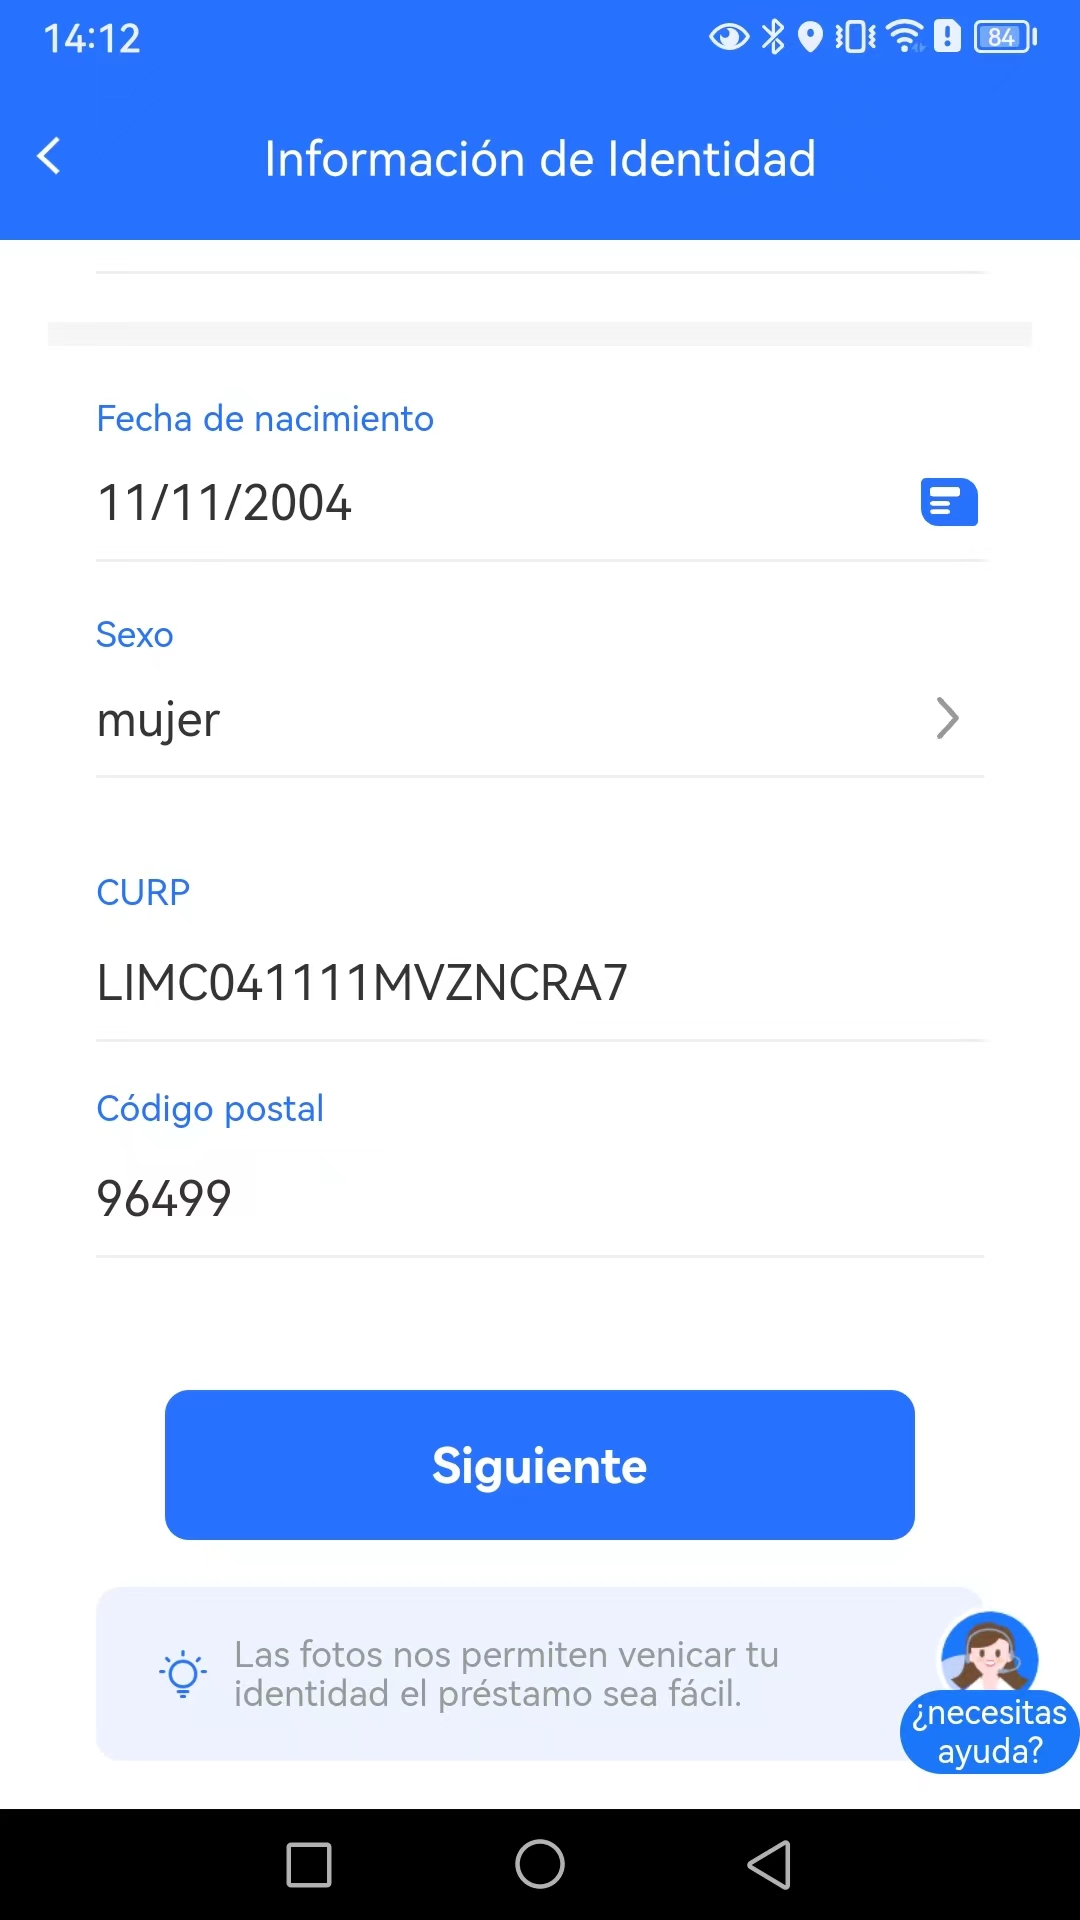 14:12
84
Información de Identidad
Fecha de nacimiento
11/11/2004
Sexo
mujer
CURP
LIMC041111MVZNCRA7
Código postal
96499
Siguiente
Las fotos nos permiten venicar tu
identidad el préstamo sea fácil.
¿necesitas
ayuda?